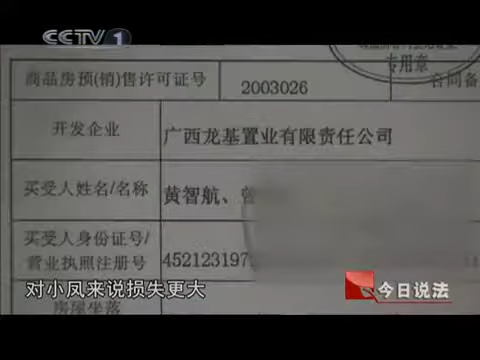 CCTV 1
专用章
商品房预(销)售许可证号
2003026
合同备
开发企业
广西龙基置业有限责任公司
买受人姓名/名称
黄智航、曾
买受人身份证号/
营业执照注册号
452123197
对小凤来说损失更大
今日说法
房屋坐落